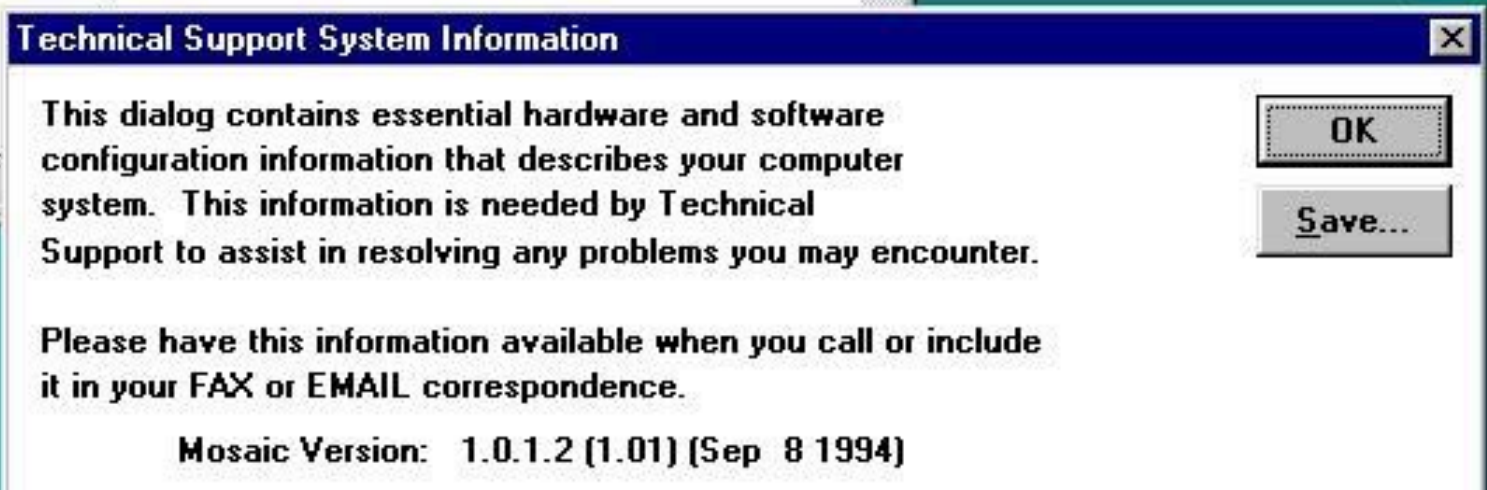 Technical Support System Information
This dialog contains essential hardware and software
configuration information that describes your computer
system.  This information is needed by Technical
Support to assist in resolving any problems you may encounter.
OK
Save...
Please have this information available when you call or include
it in your FAX or EMAIL correspondence.
Mosaic Version:  1.0.1.2 (1.01) (Sep  8 1994)